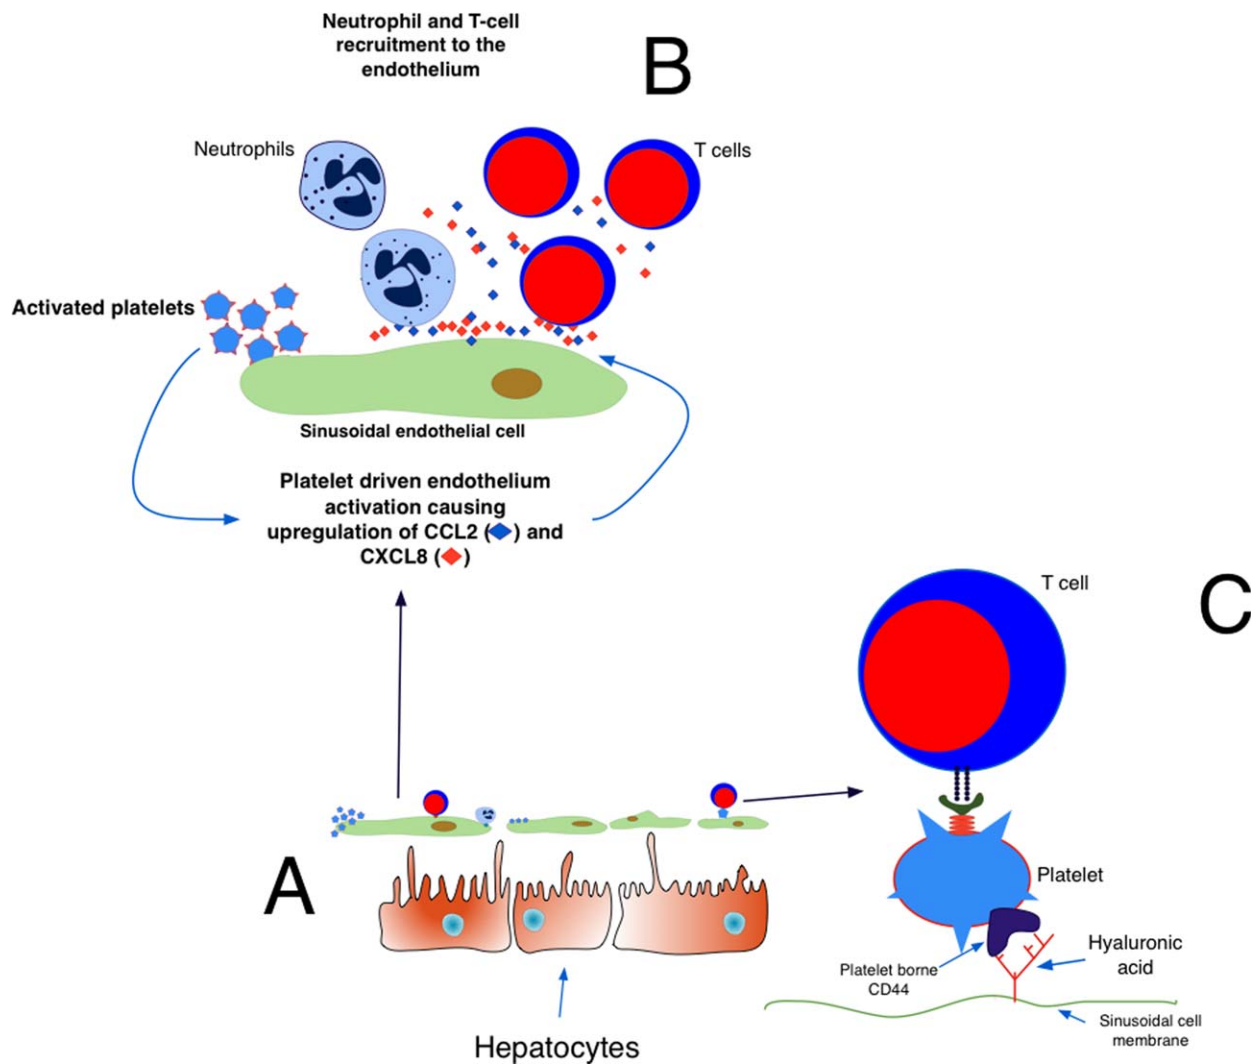 Neutrophil and T-cell
recruitment to the
endothelium
B
Neutrophils
T cells
Activated platelets
Sinusoidal endothelial cell
Platelet driven endothelium
activation causing
upregulation of CCL2 (◆) and
CXCL8 (◆)
C
T cell
A
Platelet
Platelet borne
CD44
Hyaluronic
acid
Sinusoidal cell
membrane
Hepatocytes